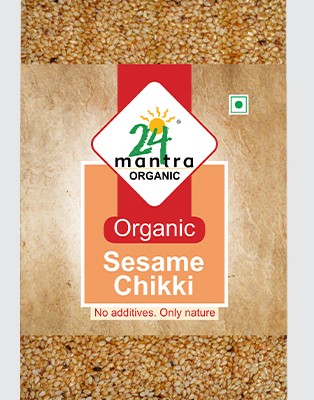 24
mantra
ORGANIC
Organic
Sesame
Chikki
No additives. Only nature